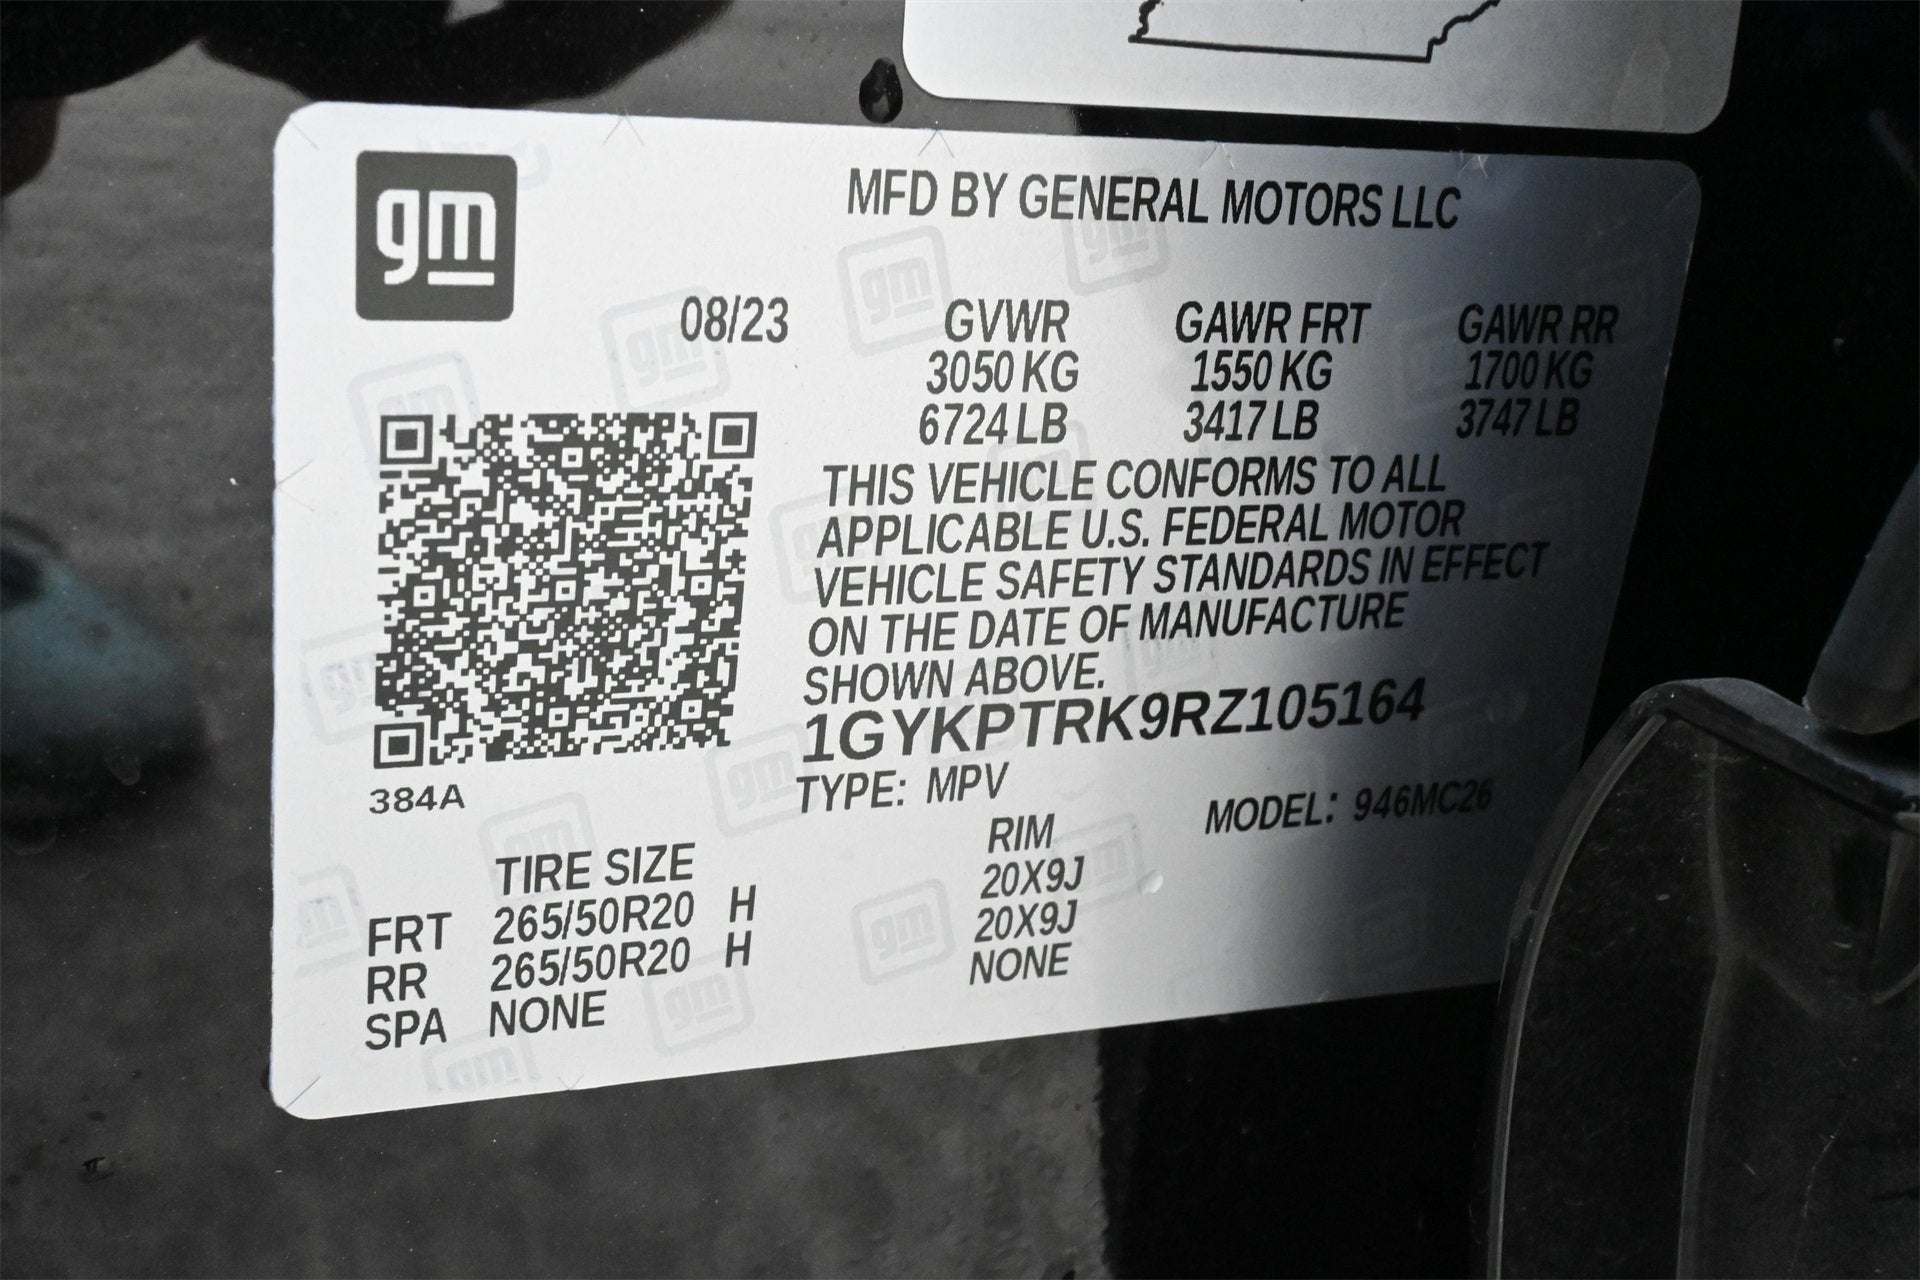 gm
MFD BY GENERAL MOTORS LLC
08/23 GVWR GAWR FRT GAWR RR
3050 KG 1550 KG 1700 KG
6724 LB 3417 LB 3747 LB
THIS VEHICLE CONFORMS TO ALL
APPLICABLE U.S. FEDERAL MOTOR
VEHICLE SAFETY STANDARDS IN EFFECT
ON THE DATE OF MANUFACTURE
SHOWN ABOVE.
1GYKPTRK9RZ105164
384A
TYPE: MPV MODEL: 946MC26
TIRE SIZE RIM
FRT 265/50R20 H 20X9J
RR 265/50R20 H 20X9J
SPA NONE NONE